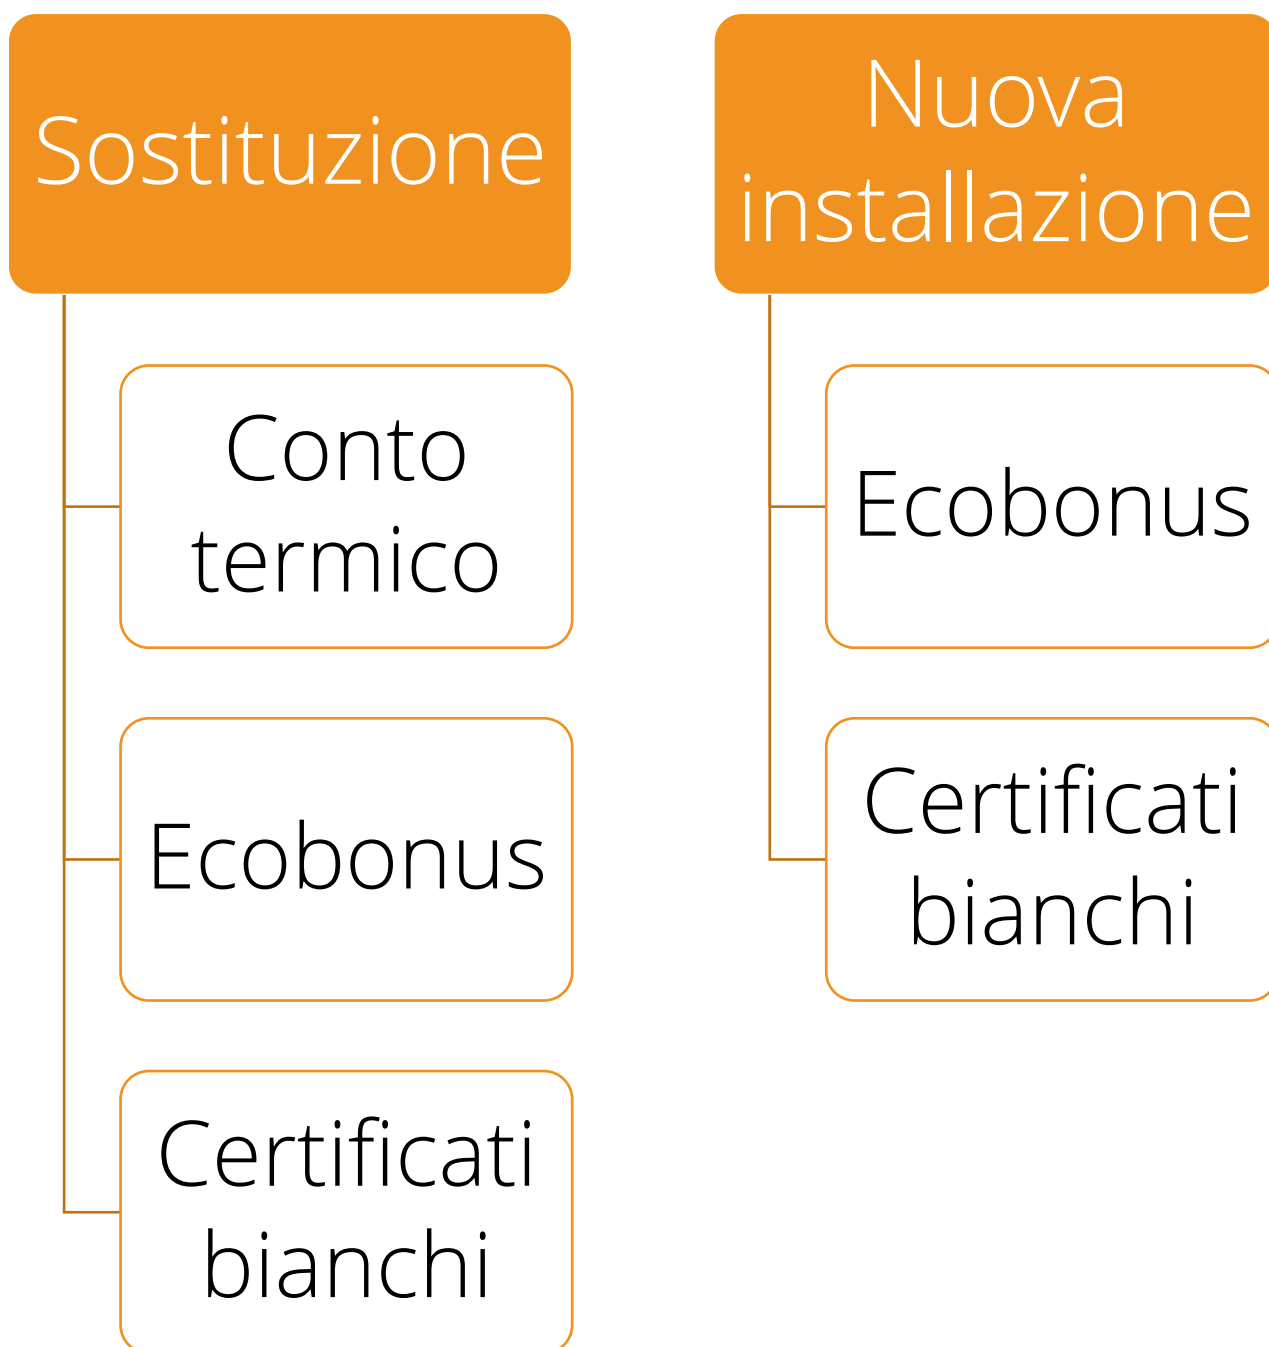 Sostituzione
Conto
termico
Ecobonus
Certificati
bianchi
Nuova
installazione
Ecobonus
Certificati
bianchi